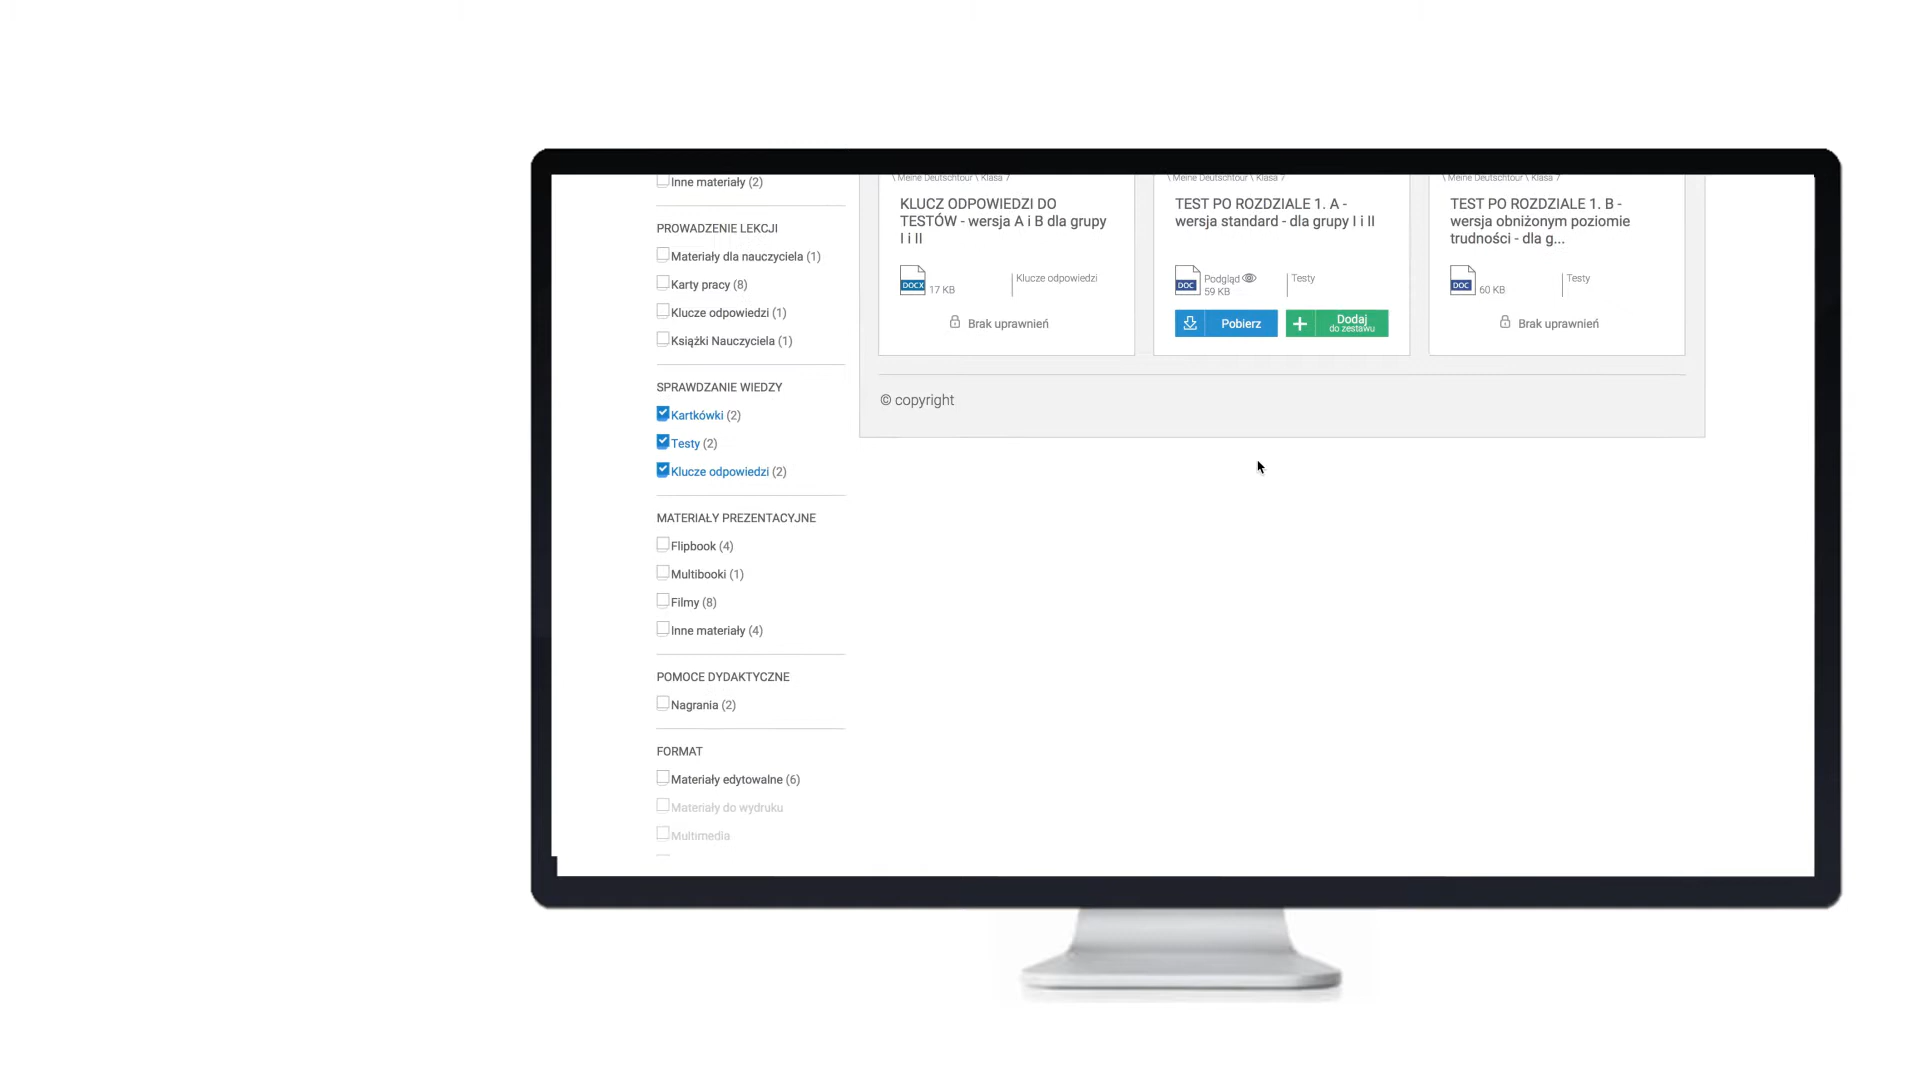 Inne materiały (2)
PROWADZENIE LEKCJI
Materiały dla nauczyciela (1)
Karty pracy (8)
Klucze odpowiedzi (1)
Książki Nauczyciela (1)
SPRAWDZANIE WIEDZY
Kartkówki (2)
Testy (2)
Klucze odpowiedzi (2)
MATERIAŁY PREZENTACYJNE
Flipbook (4)
Multibooki (1)
Filmy (8)
Inne materiały (4)
POMOCE DYDAKTYCZNE
Nagrania (2)
FORMAT
Materiały edytowalne (6)
Materiały do wydruku
Multimedia
\ Meine Deutschtour \ Klasa 7
KLUCZ ODPOWIEDZI DO
TESTÓW - wersja A i B dla grupy
I i II
DOCX
17 KB
Klucze odpowiedzi
Brak uprawnień
\ Meine Deutschtour \ Klasa 7
TEST PO ROZDZIALE 1. A -
wersja standard - dla grupy I i II
DOC
Podgląd
59 KB
Testy
Pobierz
Dodaj
do zestawu
\ Meine Deutschtour \ Klasa 7
TEST PO ROZDZIALE 1. B -
wersja obniżonym poziomie
trudności - dla g...
DOC
60 KB
Testy
Brak uprawnień
© copyright